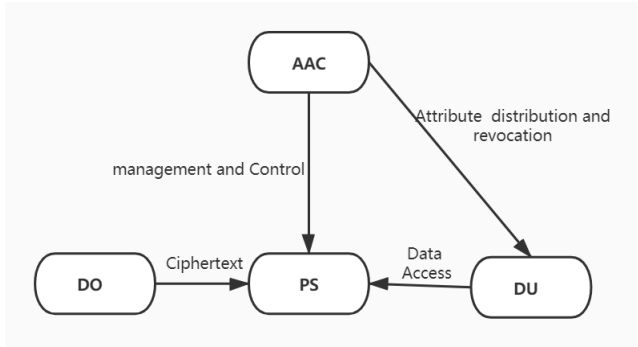 AAC
Attribute distribution and
revocation
management and Control
Ciphertext
Data
Access
DO
PS
DU